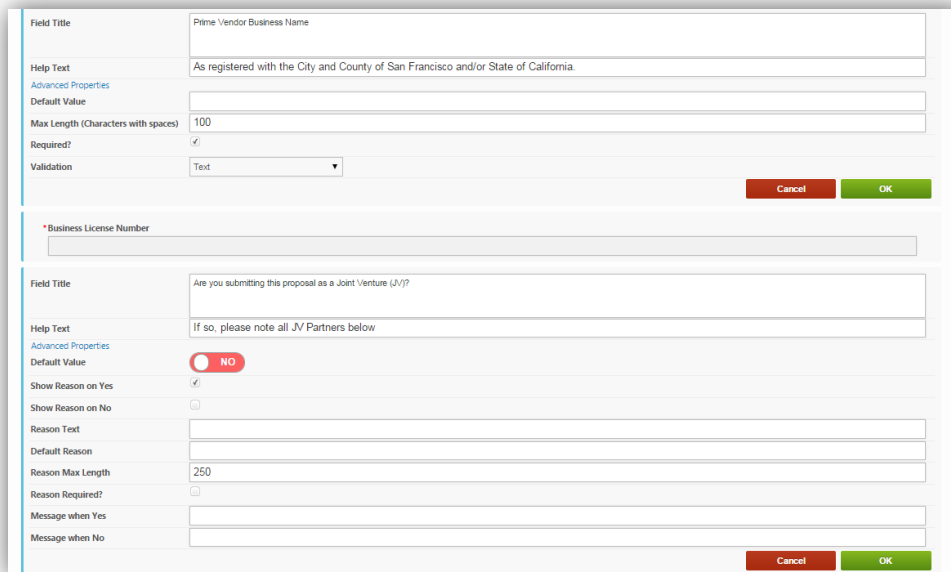 Field Title
Prime Vendor Business Name
Help Text
As registered with the City and County of San Francisco and/or State of California.
Advanced Properties
Default Value
Max Length (Characters with spaces)
100
Required?
Validation
Text
Cancel
OK
*Business License Number
Field Title
Are you submitting this proposal as a Joint Venture (JV)?
Help Text
If so, please note all JV Partners below
Advanced Properties
Default Value
NO
Show Reason on Yes
Show Reason on No
Reason Text
Default Reason
Reason Max Length
250
Reason Required?
Message when Yes
Message when No
Cancel
OK